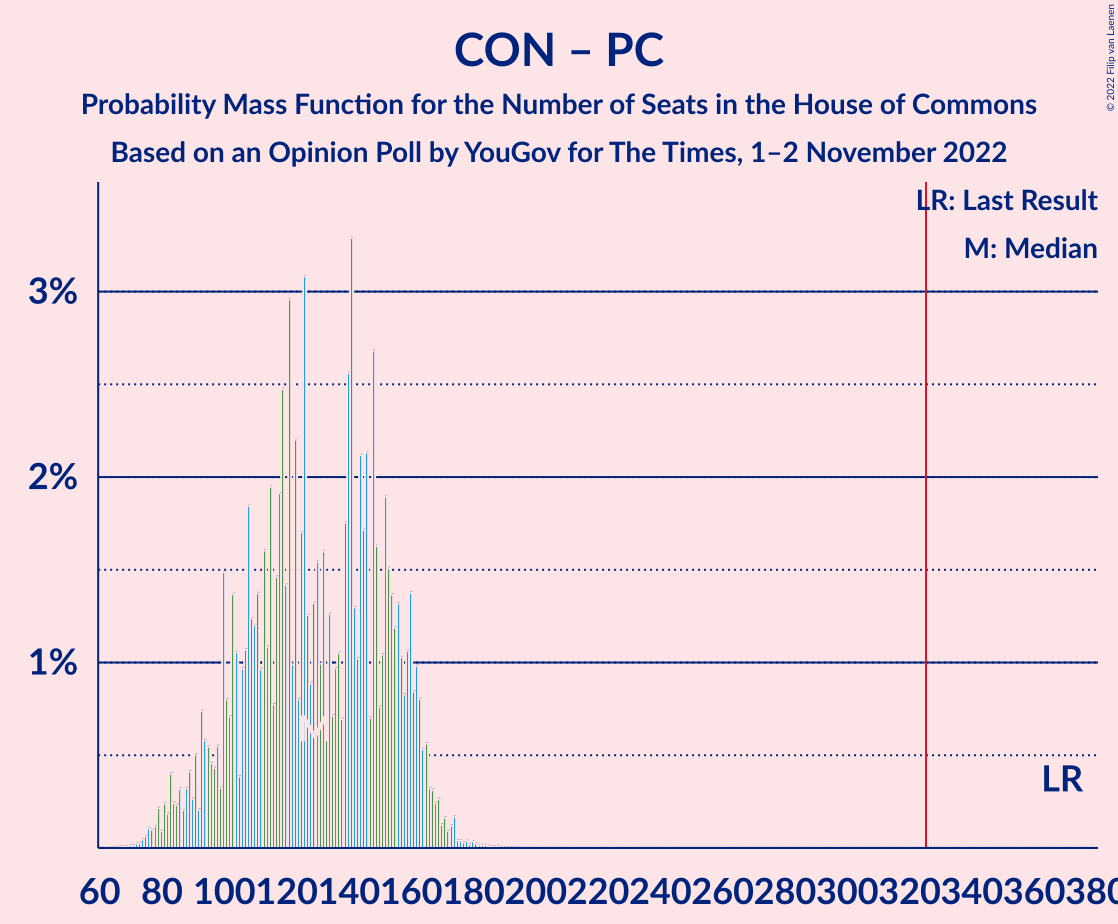 CON – PC
Probability Mass Function for the Number of Seats in the House of Commons
Based on an Opinion Poll by YouGov for The Times, 1–2 November 2022
© 2022 Filip van Laenen
LR: Last Result
M: Median
3%
2%
1%
M
LR
60 80 100 120 140 160 180 200 220 240 260 280 300 320 340 360 380